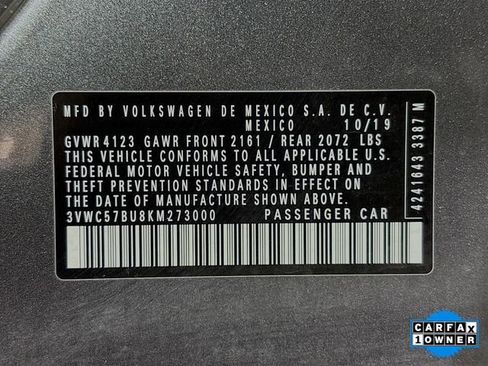 MFD BY VOLKSWAGEN DE MEXICO S.A. DE C.V.
MEXICO 10/19
GVWR 4123 GAWR FRONT 2161 / REAR 2072 LBS
THIS VEHICLE CONFORMS TO ALL APPLICABLE U.S.
FEDERAL MOTOR VEHICLE SAFETY, BUMPER AND
THEFT PREVENTION STANDARDS IN EFFECT ON
THE DATE OF MANUFACTURE SHOWN ABOVE
3VWC57BU8KM273000 PASSENGER CAR
4241643 3387 M
CARFAX
1 OWNER